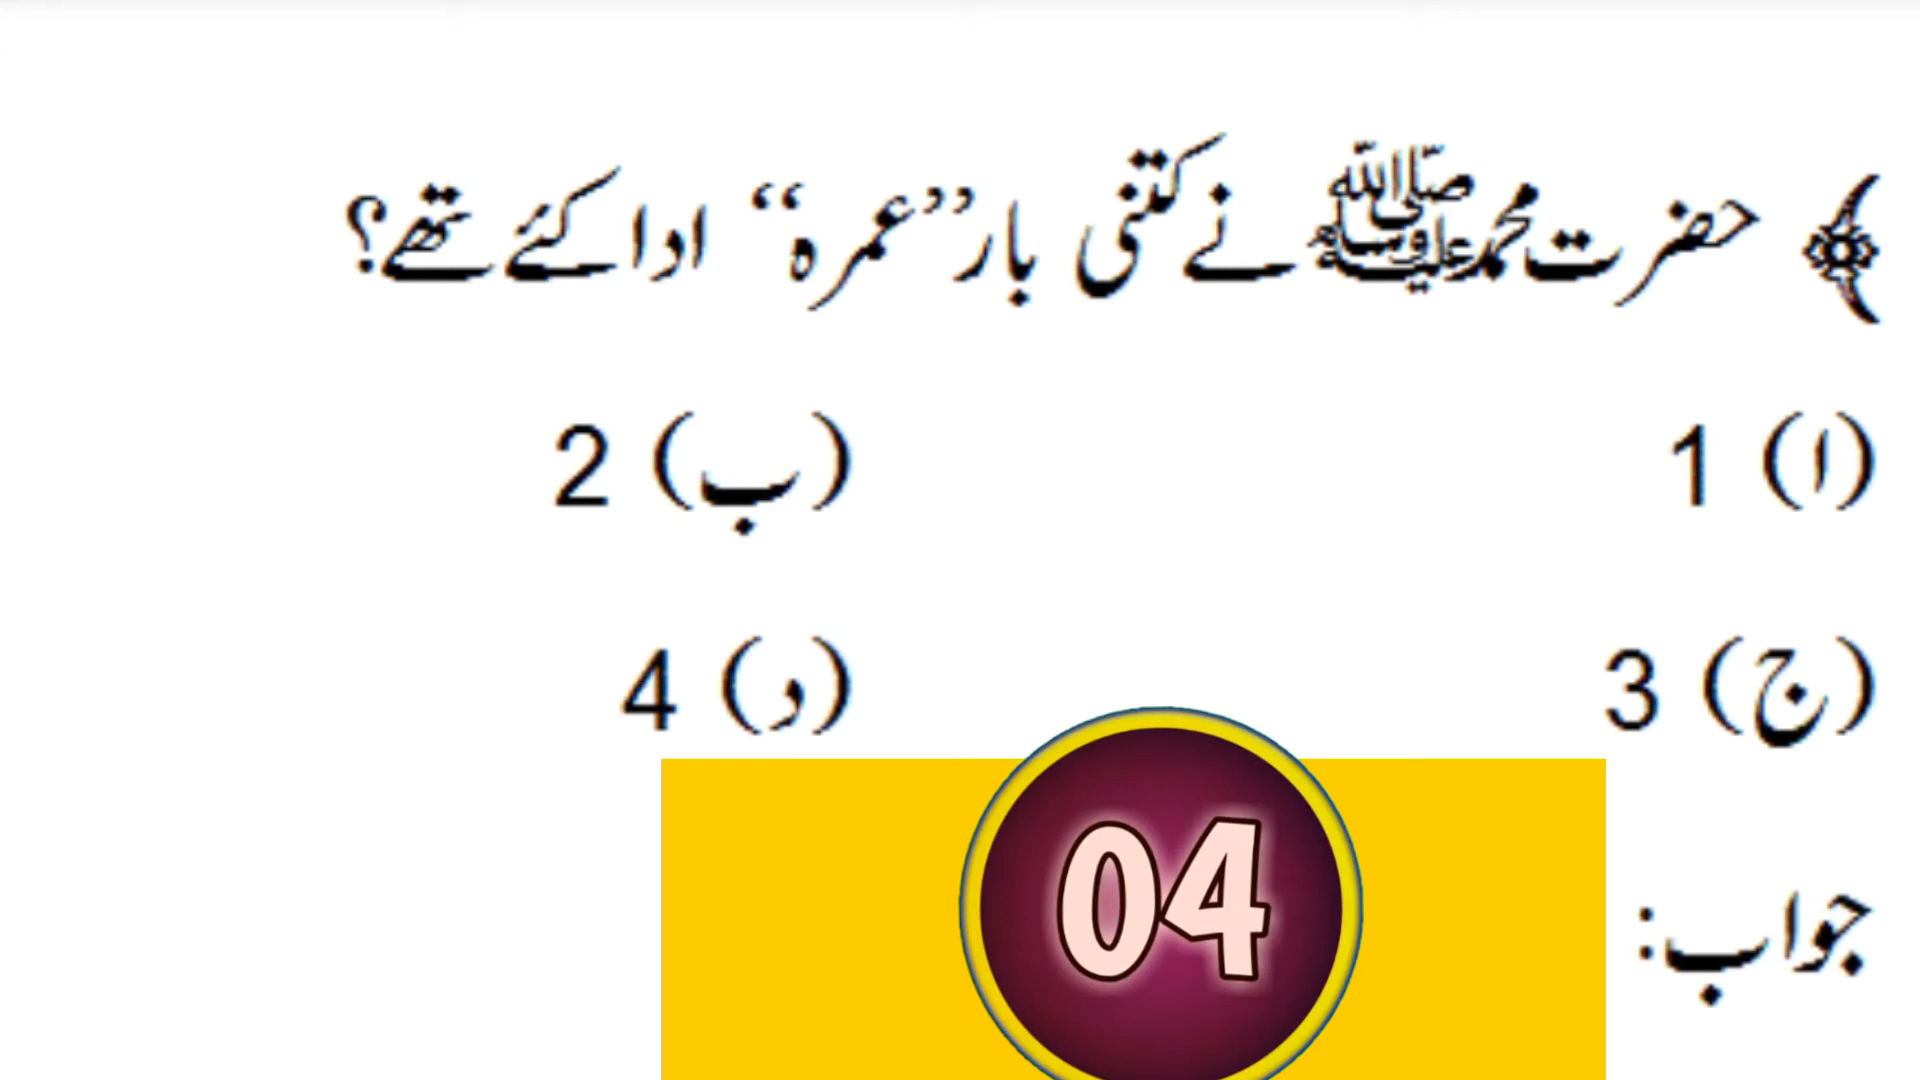 حضرت محمد ﷺ نے کتنی بار ’’عمرہ‘‘ ادا کئے تھے؟
(ا) 1 (ب) 2
(ج) 3 (د) 4
جواب:
04